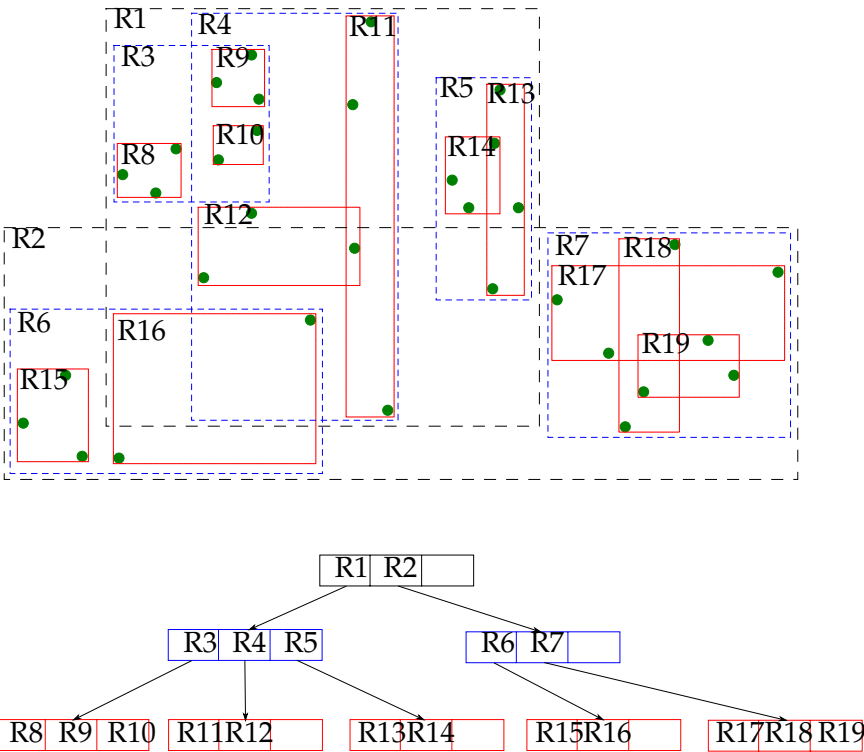 R1
R4
R11
R3
R9
R5
R13
R10
R14
R8
R12
R2
R7
R18
R17
R6
R16
R19
R15
R1 R2
R3 R4 R5
R6 R7
R8 R9 R10
R11 R12
R13 R14
R15 R16
R17 R18 R19